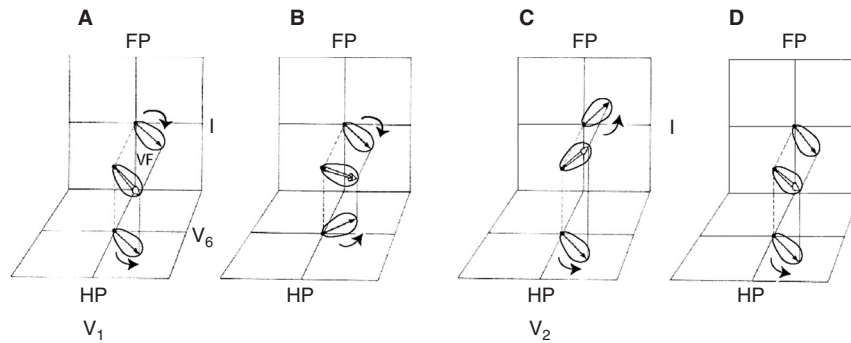 A B C D
FP FP FP FP
I I
VF
V6
HP HP HP HP
V1 V2